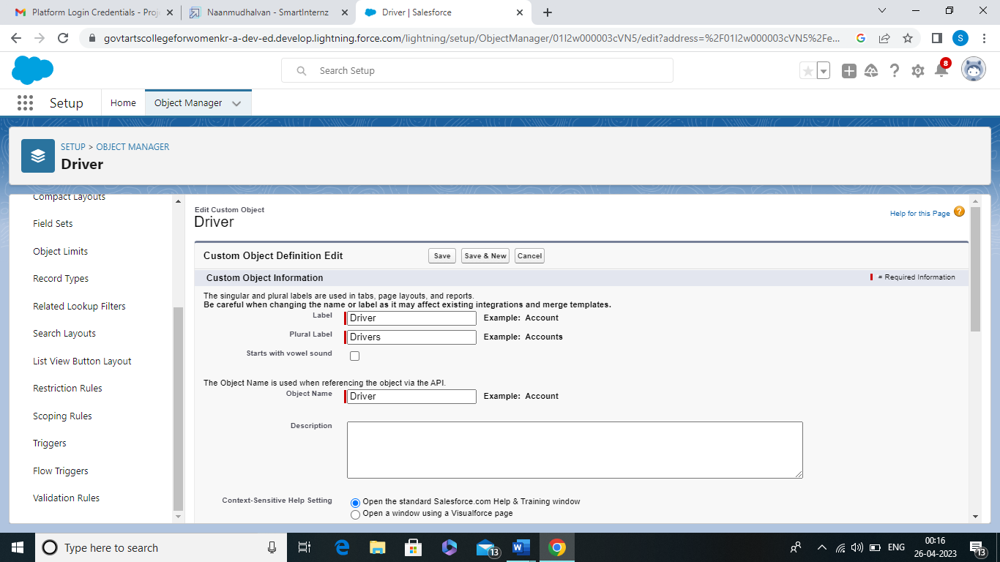 Platform Login Credentials - Proj
Naanmudhalvan - SmartInternz
Driver | Salesforce
govtartscollegeforwomenkr-a-dev-ed.develop.lightning.force.com/lightning/setup/ObjectManager/01I2w000003cVN5/edit?address=%2F01I2w000003cVN5%2Fe...
S
Search Setup
8
Setup
Home
Object Manager
SETUP > OBJECT MANAGER
Driver
Compact Layouts
Field Sets
Object Limits
Record Types
Related Lookup Filters
Search Layouts
List View Button Layout
Restriction Rules
Scoping Rules
Triggers
Flow Triggers
Validation Rules
Edit Custom Object
Driver
Help for this Page ?
Custom Object Definition Edit
Save
Save & New
Cancel
Custom Object Information
= Required Information
The singular and plural labels are used in tabs, page layouts, and reports.
Be careful when changing the name or label as it may affect existing integrations and merge templates.
Label Driver Example: Account
Plural Label Drivers Example: Accounts
Starts with vowel sound
The Object Name is used when referencing the object via the API.
Object Name Driver Example: Account
Description
Context-Sensitive Help Setting
Open the standard Salesforce.com Help & Training window
Open a window using a Visualforce page
Type here to search
13
W
ENG
00:16
26-04-2023
13